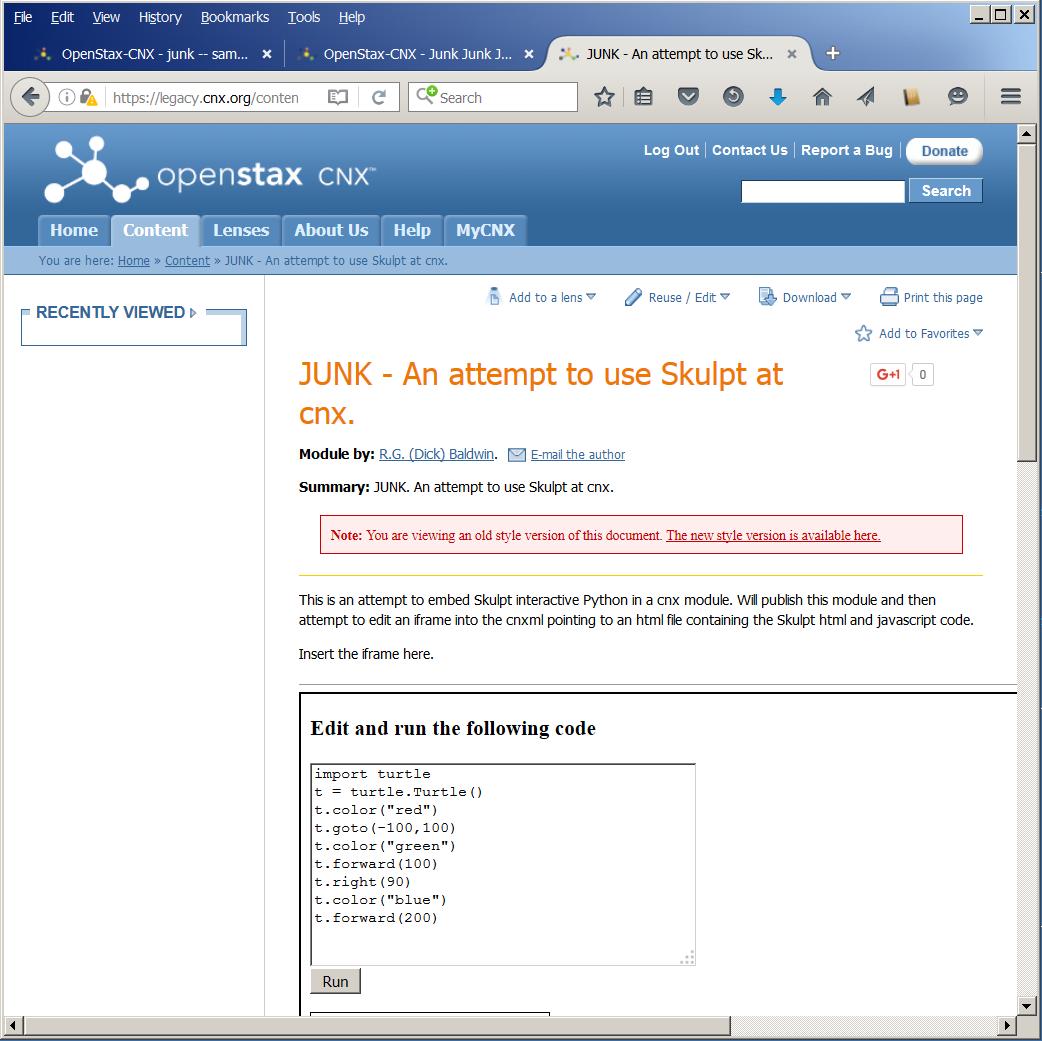 File Edit View History Bookmarks Tools Help
OpenStax-CNX - junk -- sam... × OpenStax-CNX - Junk Junk J... × JUNK - An attempt to use Sk... × +
https://legacy.cnx.org/conten Search
openstax CNX™
Log Out Contact Us Report a Bug Donate
Search
Home Content Lenses About Us Help MyCNX
You are here: Home » Content » JUNK - An attempt to use Skulpt at cnx.
RECENTLY VIEWED
Add to a lens Reuse / Edit Download Print this page
Add to Favorites
JUNK - An attempt to use Skulpt at
cnx.
G+1 0
Module by: R.G. (Dick) Baldwin. E-mail the author
Summary: JUNK. An attempt to use Skulpt at cnx.
Note: You are viewing an old style version of this document. The new style version is available here.
This is an attempt to embed Skulpt interactive Python in a cnx module. Will publish this module and then
attempt to edit an iframe into the cnxml pointing to an html file containing the Skulpt html and javascript code.
Insert the iframe here.
Edit and run the following code
import turtle
t = turtle.Turtle()
t.color("red")
t.goto(-100,100)
t.color("green")
t.forward(100)
t.right(90)
t.color("blue")
t.forward(200)
Run